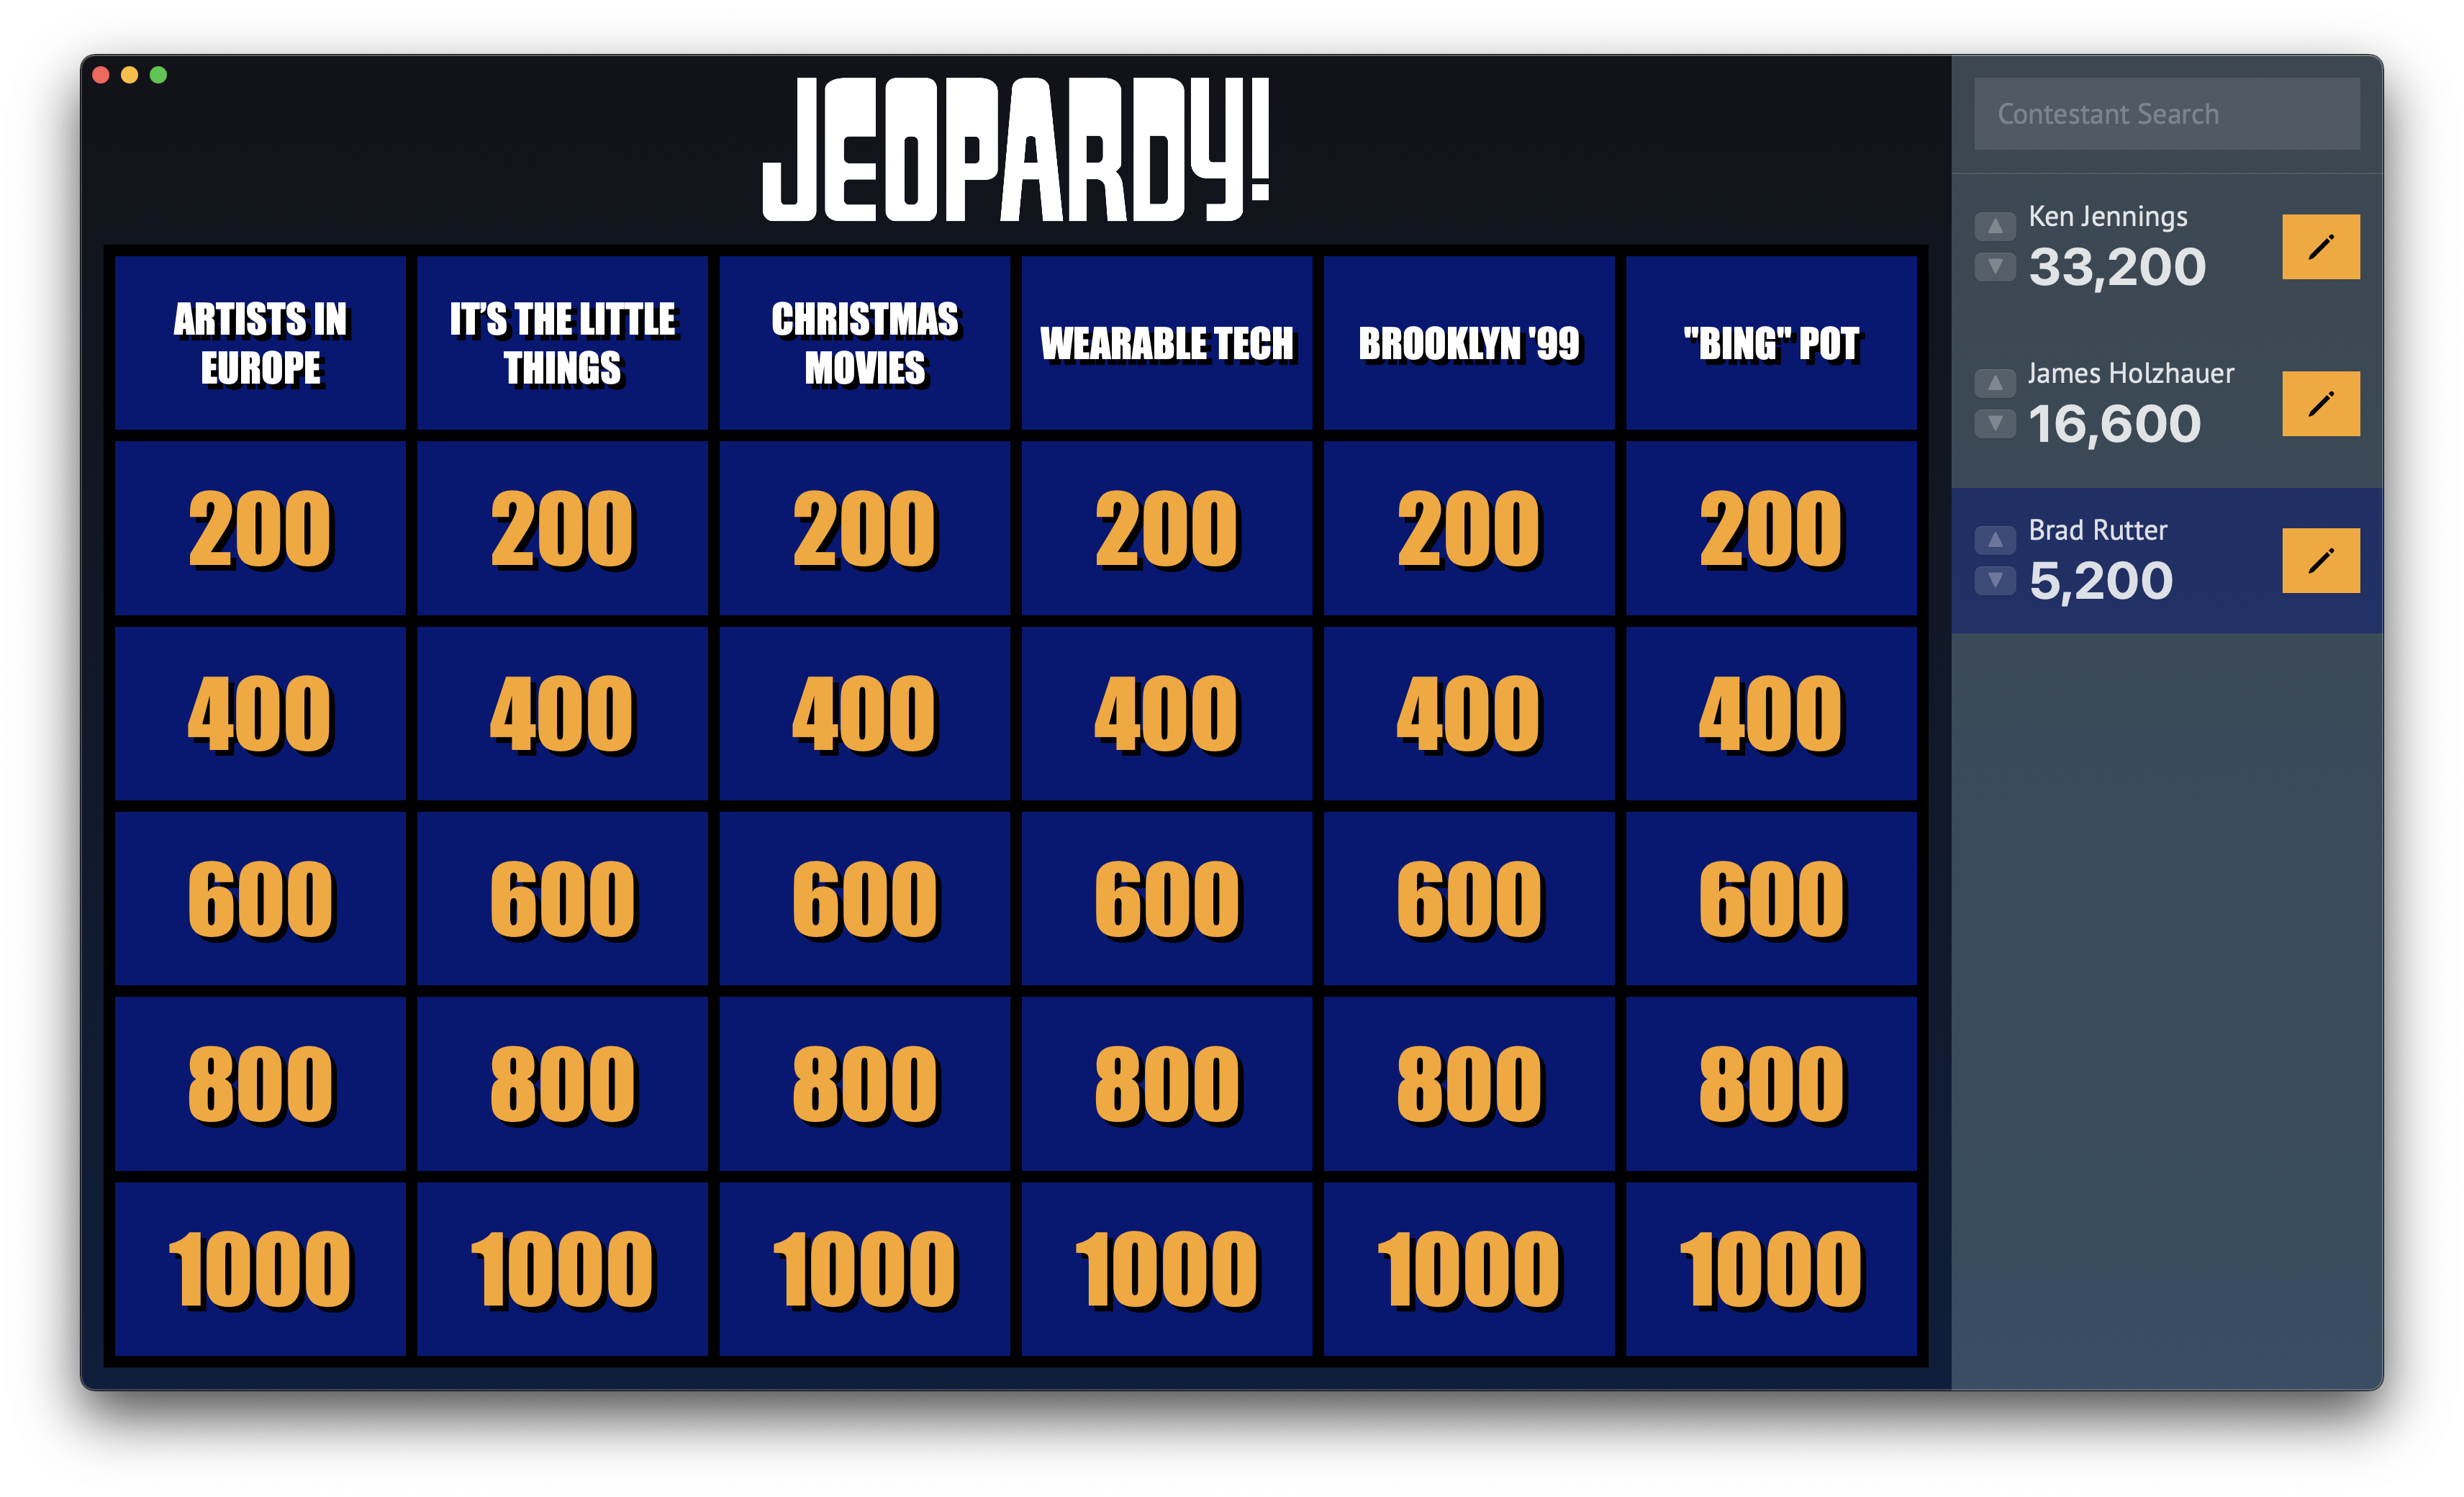 JEOPARDY!
ARTISTS IN
EUROPE
IT'S THE LITTLE
THINGS
CHRISTMAS
MOVIES
WEARABLE TECH
BROOKLYN '99
"BING" POT
200 200 200 200 200 200
400 400 400 400 400 400
600 600 600 600 600 600
800 800 800 800 800 800
1000 1000 1000 1000 1000 1000
Contestant Search
Ken Jennings
33,200
James Holzhauer
16,600
Brad Rutter
5,200